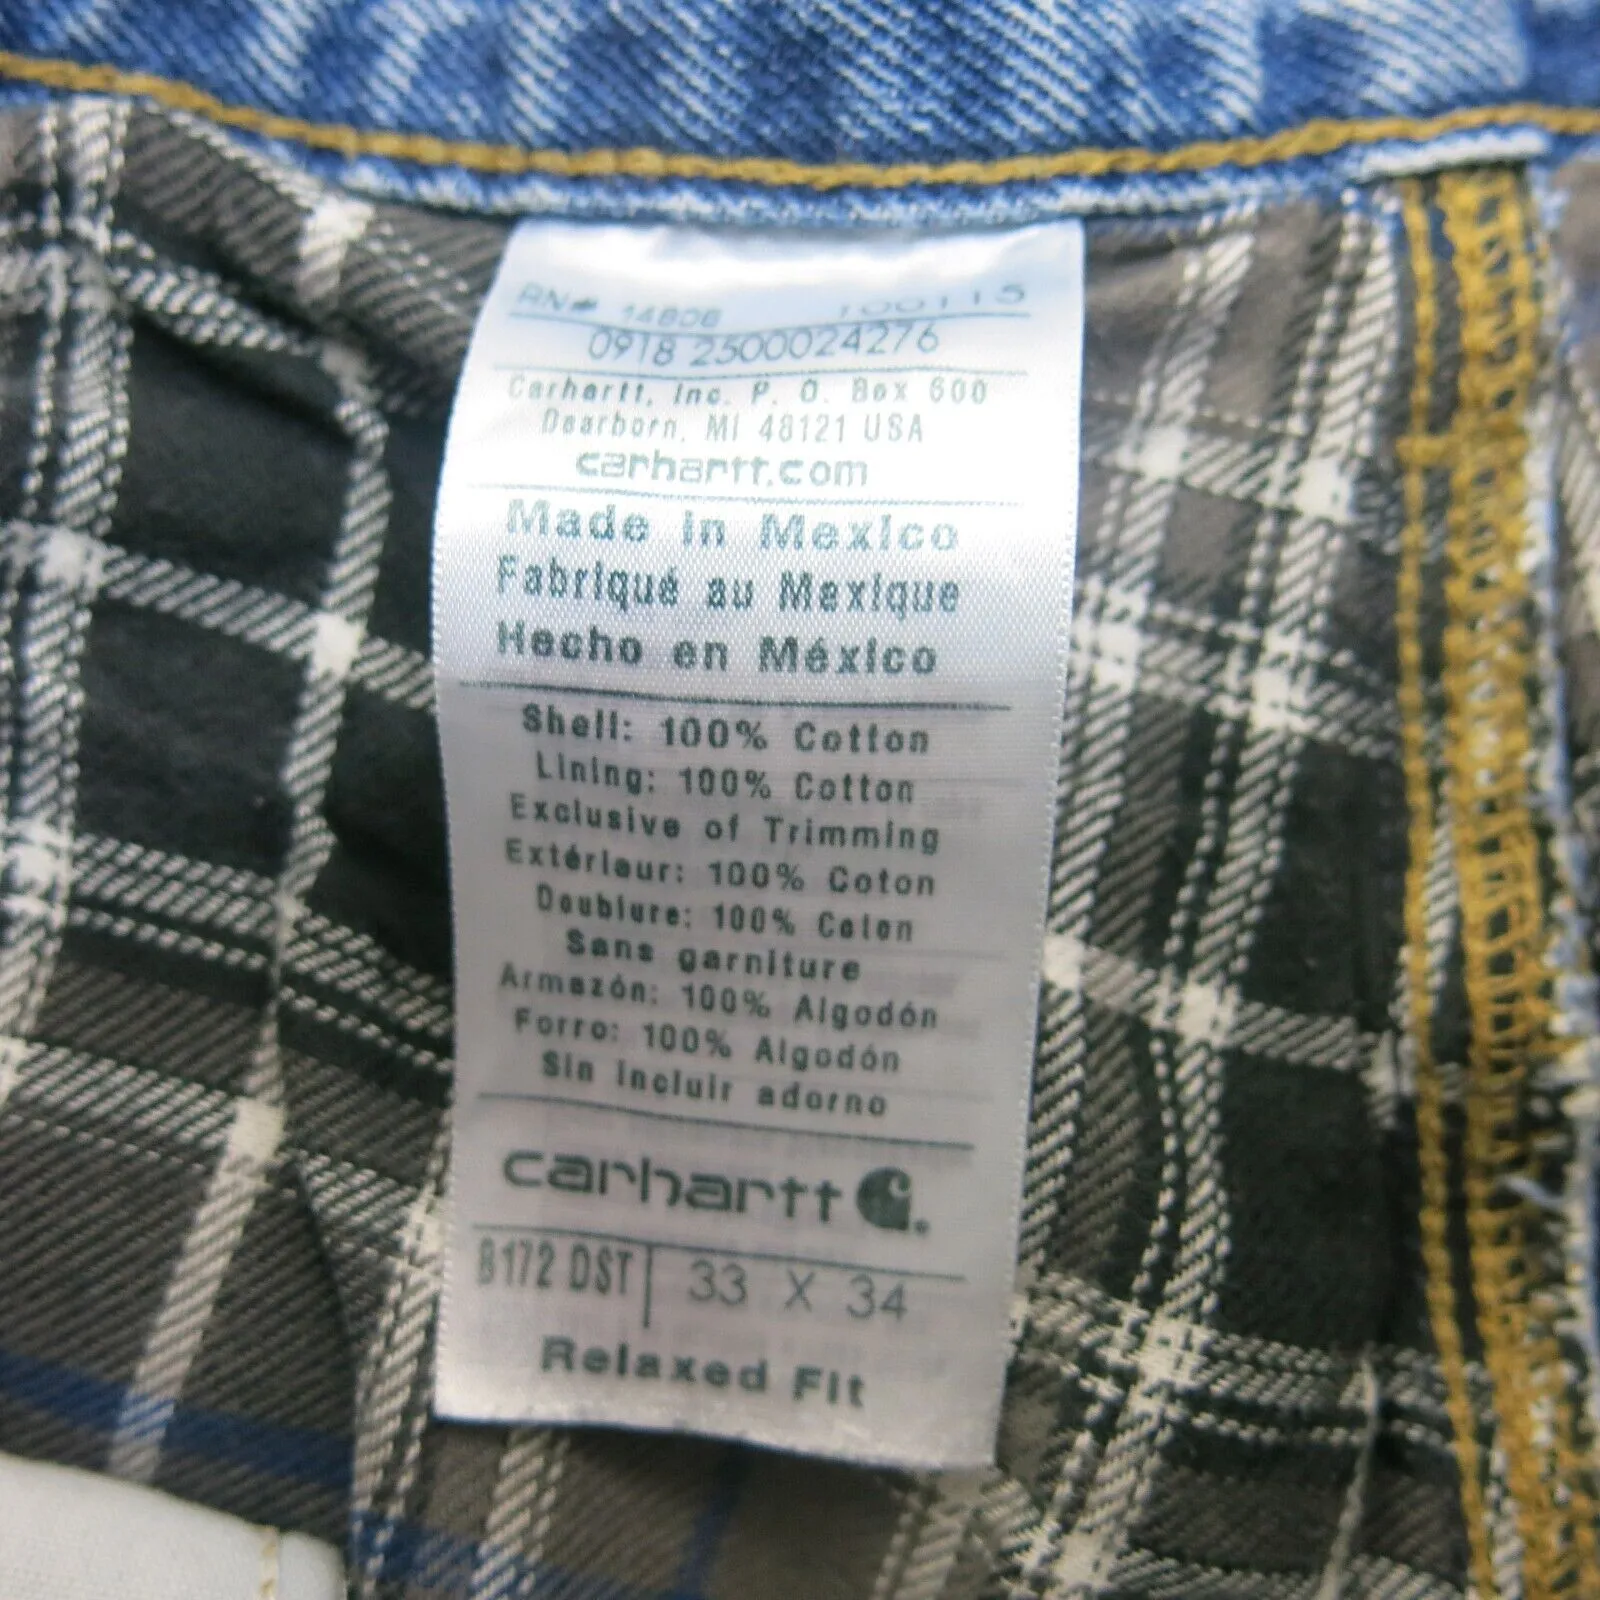 RN# 14806 100115
0918 2500024276
Carhartt, Inc. P. O. Box 600
Dearborn, MI 48121 USA
carhartt.com
Made in Mexico
Fabriqué au Mexique
Hecho en México
Shell: 100% Cotton
Lining: 100% Cotton
Exclusive of Trimming
Extérieur: 100% Coton
Doublure: 100% Coton
Sans garniture
Armazón: 100% Algodón
Forro: 100% Algodón
Sin incluir adorno
carhartt
B172 DST 33 X 34
Relaxed Fit